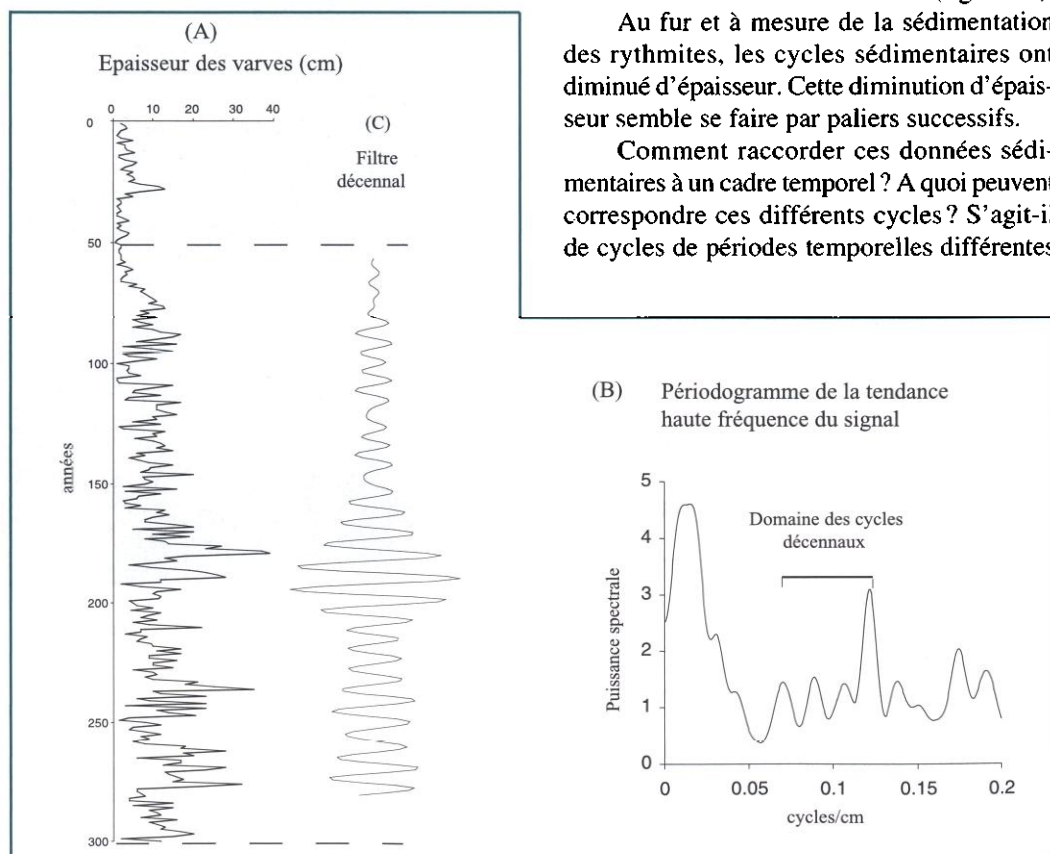 Au fur et à mesure de la sédimentation
des rythmites, les cycles sédimentaires ont
diminué d'épaisseur. Cette diminution d'épais-
seur semble se faire par paliers successifs.
Comment raccorder ces données sédi-
mentaires à un cadre temporel ? A quoi peuvent
correspondre ces différents cycles ? S'agit-i
de cycles de périodes temporelles différentes
(A)
Epaisseur des varves (cm)
0 10 20 30 40
(C)
Filtre
décennal
0
50
100
150
200
250
300
années
(B) Périodogramme de la tendance
haute fréquence du signal
Domaine des cycles
décennaux
Puissance spectrale
5
4
3
2
1
0
0 0.05 0.1 0.15 0.2
cycles/cm